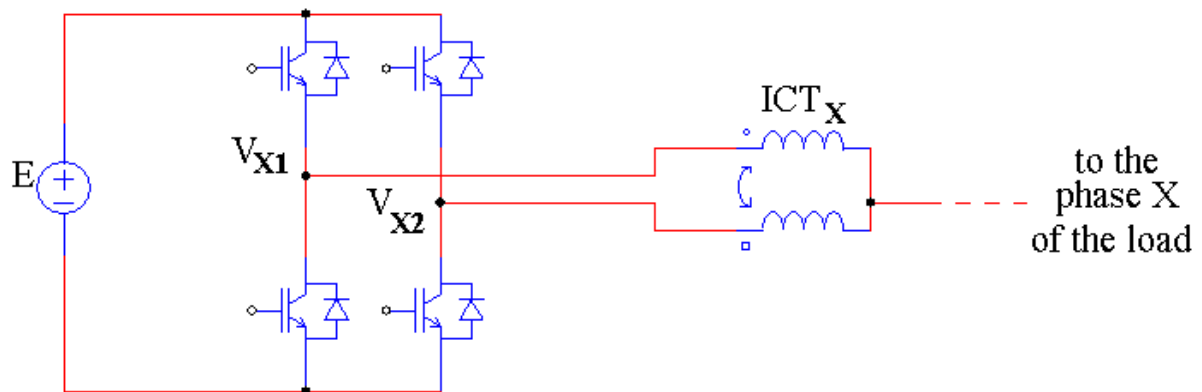 ICT X
V X1
E
V X2
to the
phase X
of the load